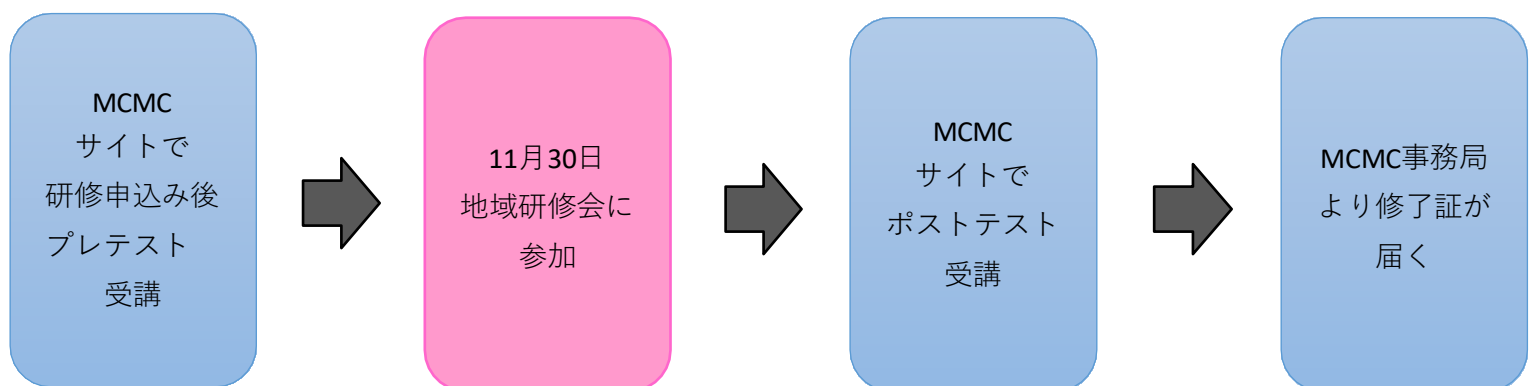 MCMC
サイトで
研修申込み後
プレテスト
受講
11月30日
地域研修会に
参加
MCMC
サイトで
ポストテスト
受講
MCMC事務局
より修了証が
届く